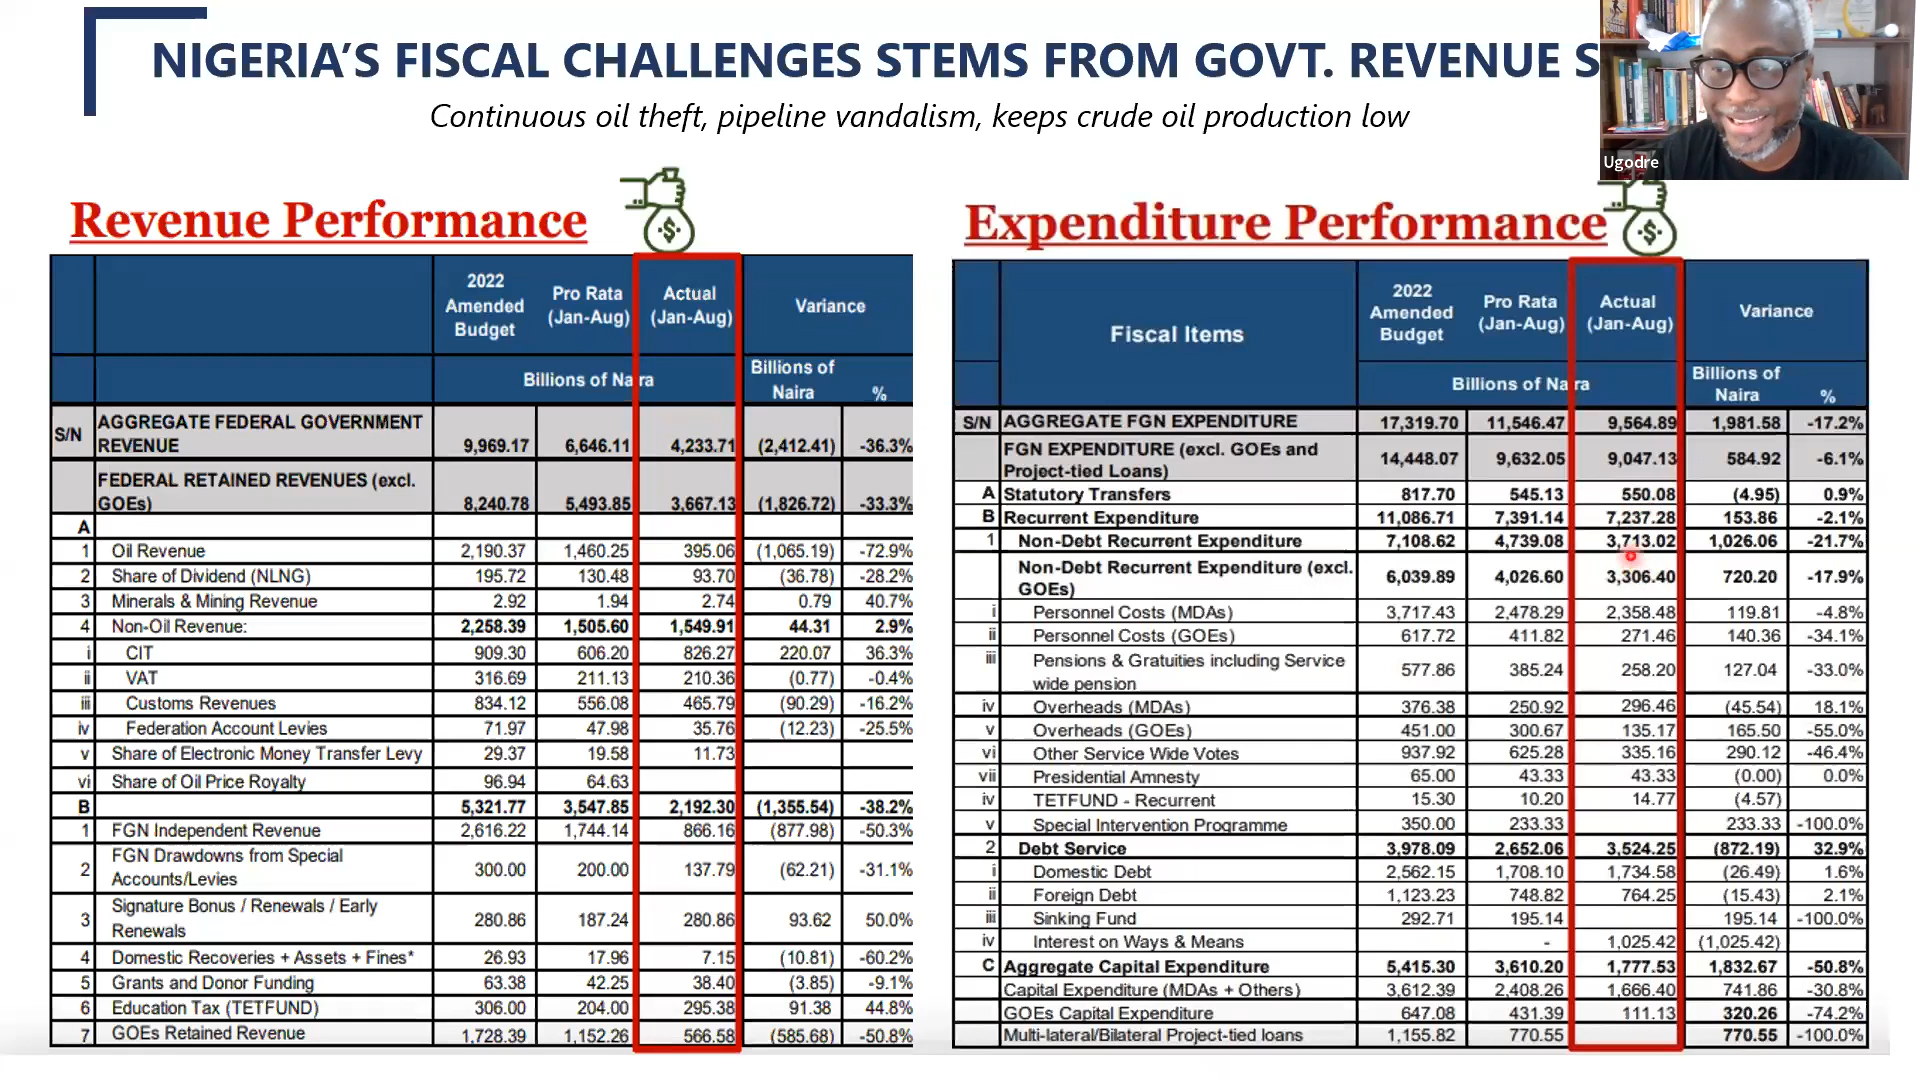 NIGERIA’S FISCAL CHALLENGES STEMS FROM GOVT. REVENUE S
Continuous oil theft, pipeline vandalism, keeps crude oil production low
Ugodre
Revenue Performance
2022 Amended Budget Pro Rata (Jan-Aug) Actual (Jan-Aug) Variance
Billions of Naira Billions of Naira %
S/N AGGREGATE FEDERAL GOVERNMENT REVENUE 9,969.17 6,646.11 4,233.71 (2,412.41) -36.3%
FEDERAL RETAINED REVENUES (excl. GOEs) 8,240.78 5,493.85 3,667.13 (1,826.72) -33.3%
A
1 Oil Revenue 2,190.37 1,460.25 395.06 (1,065.19) -72.9%
2 Share of Dividend (NLNG) 195.72 130.48 93.70 (36.78) -28.2%
3 Minerals & Mining Revenue 2.92 1.94 2.74 0.79 40.7%
4 Non-Oil Revenue: 2,258.39 1,505.60 1,549.91 44.31 2.9%
i CIT 909.30 606.20 826.27 220.07 36.3%
ii VAT 316.69 211.13 210.36 (0.77) -0.4%
iii Customs Revenues 834.12 556.08 465.79 (90.29) -16.2%
iv Federation Account Levies 71.97 47.98 35.76 (12.23) -25.5%
v Share of Electronic Money Transfer Levy 29.37 19.58 11.73
vi Share of Oil Price Royalty 96.94 64.63
B 5,321.77 3,547.85 2,192.30 (1,355.54) -38.2%
1 FGN Independent Revenue 2,616.22 1,744.14 866.16 (877.98) -50.3%
2 FGN Drawdowns from Special Accounts/Levies 300.00 200.00 137.79 (62.21) -31.1%
3 Signature Bonus / Renewals / Early Renewals 280.86 187.24 280.86 93.62 50.0%
4 Domestic Recoveries + Assets + Fines* 26.93 17.96 7.15 (10.81) -60.2%
5 Grants and Donor Funding 63.38 42.25 38.40 (3.85) -9.1%
6 Education Tax (TETFUND) 306.00 204.00 295.38 91.38 44.8%
7 GOEs Retained Revenue 1,728.39 1,152.26 566.58 (585.68) -50.8%
Expenditure Performance
Fiscal Items 2022 Amended Budget Pro Rata (Jan-Aug) Actual (Jan-Aug) Variance
Billions of Naira Billions of Naira %
S/N AGGREGATE FGN EXPENDITURE 17,319.70 11,546.47 9,564.89 1,981.58 -17.2%
FGN EXPENDITURE (excl. GOEs and Project-tied Loans) 14,448.07 9,632.05 9,047.13 584.92 -6.1%
A Statutory Transfers 817.70 545.13 550.08 (4.95) 0.9%
B Recurrent Expenditure 11,086.71 7,391.14 7,237.28 153.86 -2.1%
1 Non-Debt Recurrent Expenditure 7,108.62 4,739.08 3,713.02 1,026.06 -21.7%
Non-Debt Recurrent Expenditure (excl. GOEs) 6,039.89 4,026.60 3,306.40 720.20 -17.9%
i Personnel Costs (MDAs) 3,717.43 2,478.29 2,358.48 119.81 -4.8%
ii Personnel Costs (GOEs) 617.72 411.82 271.46 140.36 -34.1%
iii Pensions & Gratuities including Service wide pension 577.86 385.24 258.20 127.04 -33.0%
iv Overheads (MDAs) 376.38 250.92 296.46 (45.54) 18.1%
v Overheads (GOEs) 451.00 300.67 135.17 165.50 -55.0%
vi Other Service Wide Votes 937.92 625.28 335.16 290.12 -46.4%
vii Presidential Amnesty 65.00 43.33 43.33 (0.00) 0.0%
iv TETFUND - Recurrent 15.30 10.20 14.77 (4.57)
v Special Intervention Programme 350.00 233.33 233.33 -100.0%
2 Debt Service 3,978.09 2,652.06 3,524.25 (872.19) 32.9%
i Domestic Debt 2,562.15 1,708.10 1,734.58 (26.49) 1.6%
ii Foreign Debt 1,123.23 748.82 764.25 (15.43) 2.1%
iii Sinking Fund 292.71 195.14 195.14 -100.0%
iv Interest on Ways & Means - 1,025.42 (1,025.42)
C Aggregate Capital Expenditure 5,415.30 3,610.20 1,777.53 1,832.67 -50.8%
Capital Expenditure (MDAs + Others) 3,612.39 2,408.26 1,666.40 741.86 -30.8%
GOEs Capital Expenditure 647.08 431.39 111.13 320.26 -74.2%
Multi-lateral/Bilateral Project-tied loans 1,155.82 770.55 770.55 -100.0%